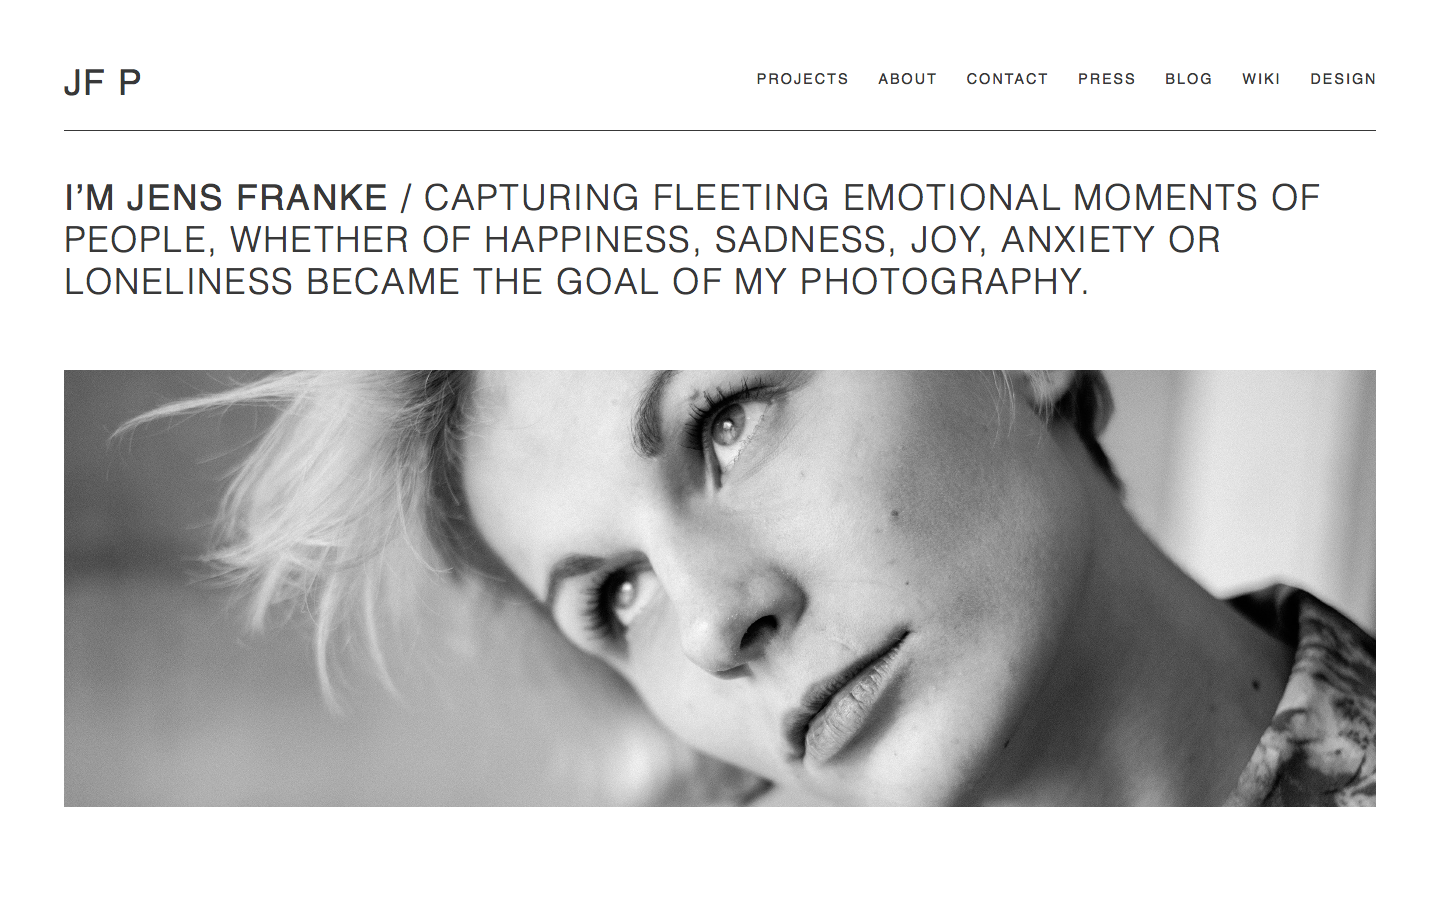 JF P
PROJECTS ABOUT CONTACT PRESS BLOG WIKI DESIGN
I’M JENS FRANKE / CAPTURING FLEETING EMOTIONAL MOMENTS OF
PEOPLE, WHETHER OF HAPPINESS, SADNESS, JOY, ANXIETY OR
LONELINESS BECAME THE GOAL OF MY PHOTOGRAPHY.